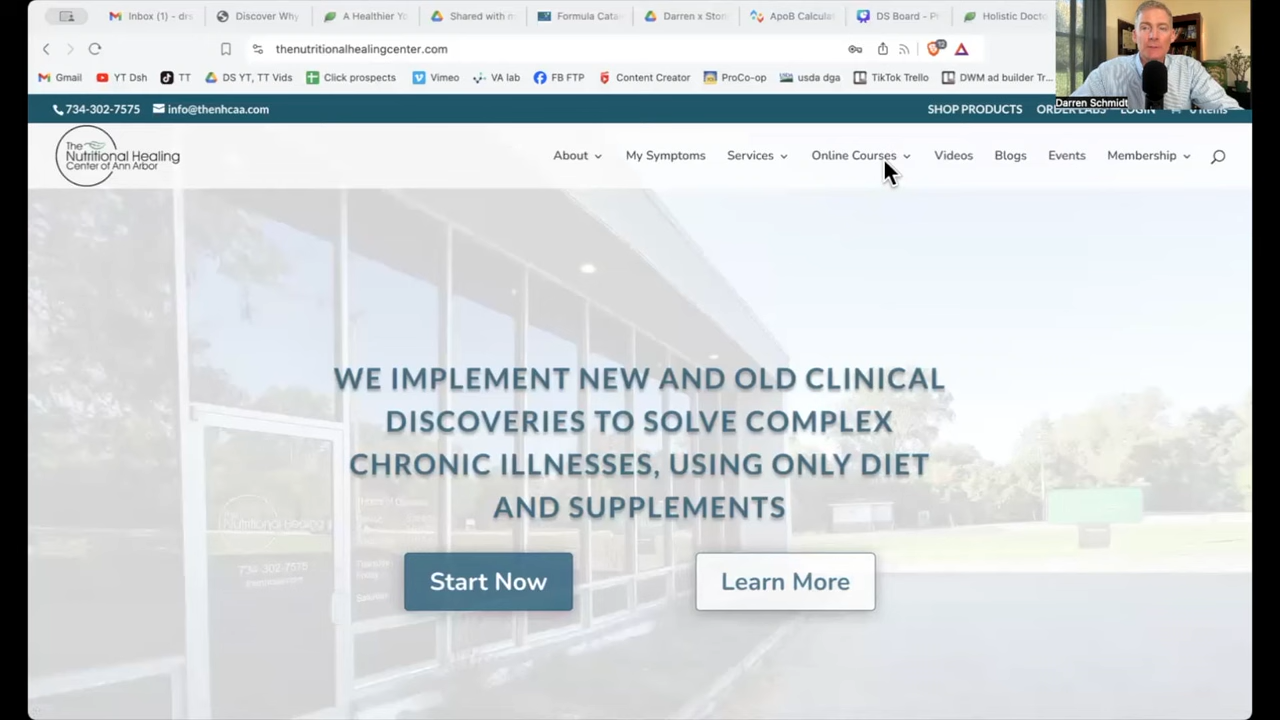 Inbox (1) - drs
Discover Why
A Healthier Yo
Shared with m
Formula Cata
Darren x Ston
ApoB Calcula
DS Board - Pr
Holistic Docto
thenutritionalhealingcenter.com
Gmail
YT Dsh
TT
DS YT, TT Vids
Click prospects
Vimeo
VA lab
FB FTP
Content Creator
ProCo-op
usda dga
TikTok Trello
DWM ad builder Tr...
Darren Schmidt
734-302-7575
info@thenhcaa.com
SHOP PRODUCTS
ORDER LABS
LOGIN
0 Items
The
Nutritional Healing
Center of Ann Arbor
About
My Symptoms
Services
Online Courses
Videos
Blogs
Events
Membership
WE IMPLEMENT NEW AND OLD CLINICAL
DISCOVERIES TO SOLVE COMPLEX
CHRONIC ILLNESSES, USING ONLY DIET
AND SUPPLEMENTS
Start Now
Learn More